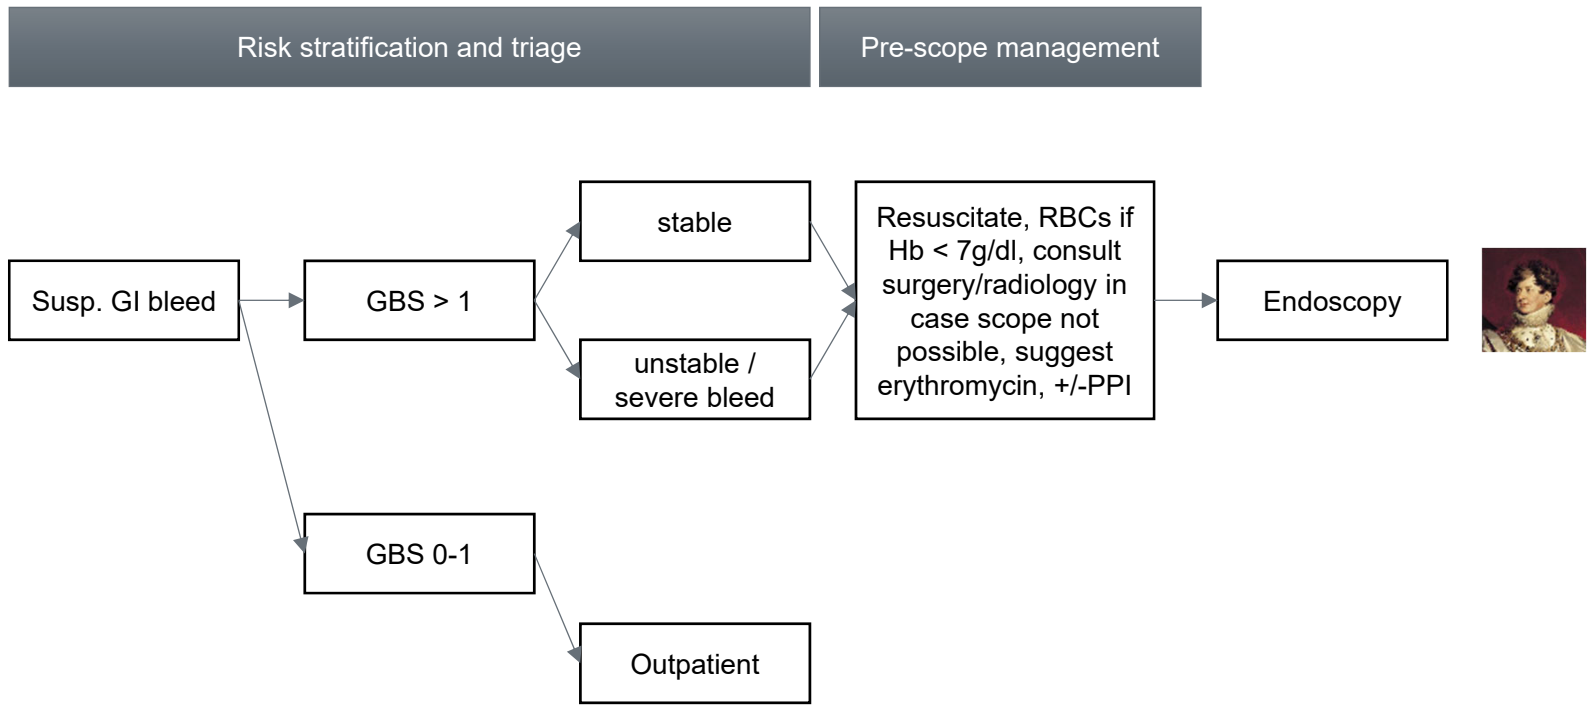 Risk stratification and triage
Pre-scope management
Susp. GI bleed
GBS > 1
stable
unstable /
severe bleed
Resuscitate, RBCs if
Hb < 7g/dl, consult
surgery/radiology in
case scope not
possible, suggest
erythromycin, +/-PPI
Endoscopy
GBS 0-1
Outpatient